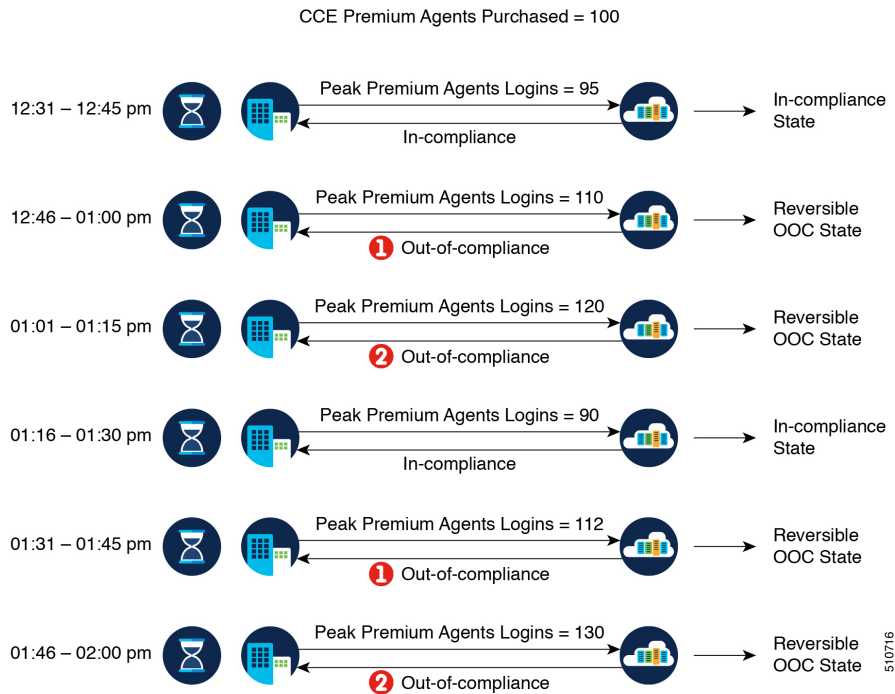 CCE Premium Agents Purchased = 100
12:31 – 12:45 pm
Peak Premium Agents Logins = 95
In-compliance
In-compliance
State
12:46 – 01:00 pm
Peak Premium Agents Logins = 110
1 Out-of-compliance
Reversible
OOC State
01:01 – 01:15 pm
Peak Premium Agents Logins = 120
2 Out-of-compliance
Reversible
OOC State
01:16 – 01:30 pm
Peak Premium Agents Logins = 90
In-compliance
In-compliance
State
01:31 – 01:45 pm
Peak Premium Agents Logins = 112
1 Out-of-compliance
Reversible
OOC State
01:46 – 02:00 pm
Peak Premium Agents Logins = 130
2 Out-of-compliance
Reversible
OOC State
510716